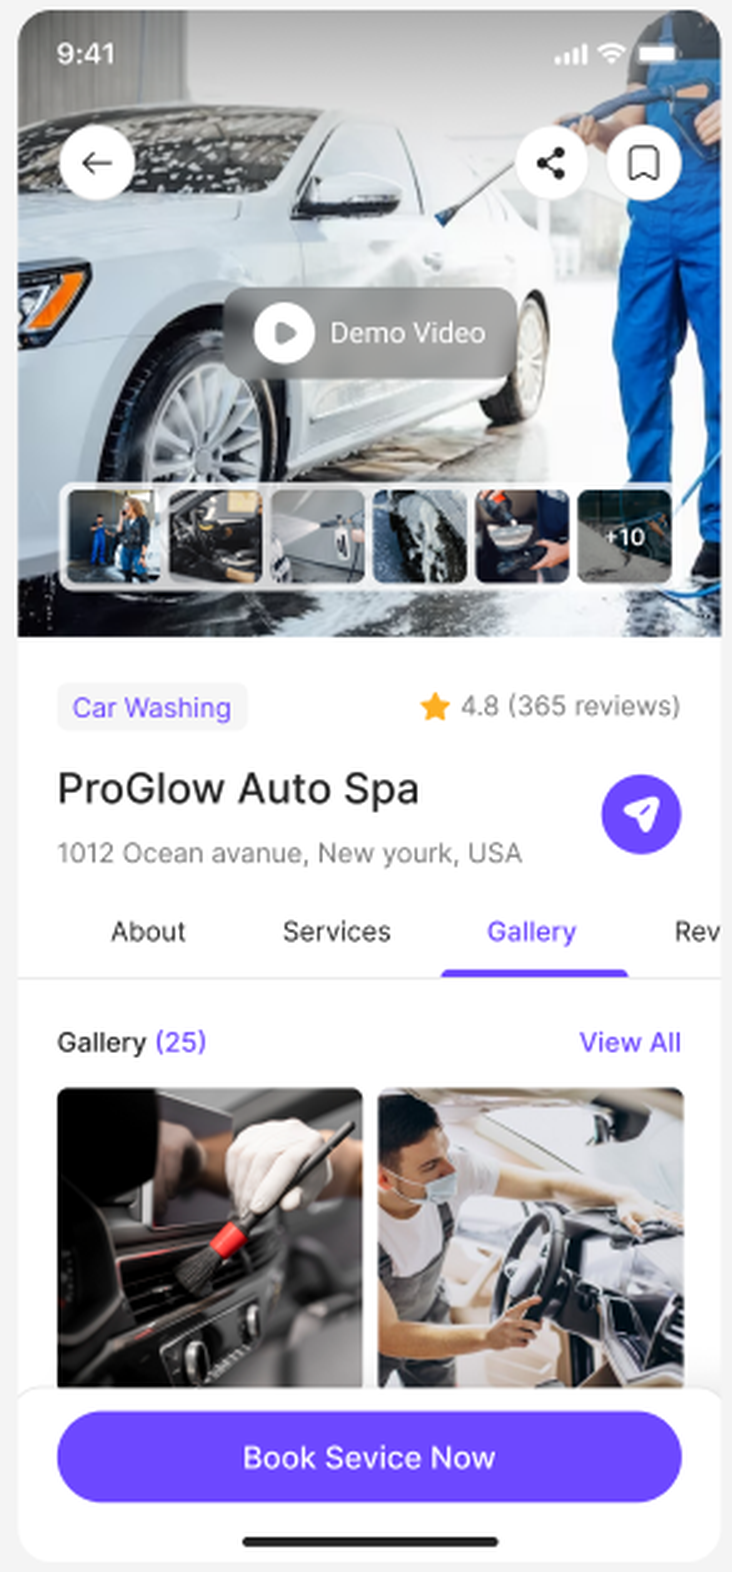 9:41
Demo Video
+10
Car Washing
4.8 (365 reviews)
ProGlow Auto Spa
1012 Ocean avanue, New yourk, USA
About Services Gallery Rev
Gallery (25) View All
Book Sevice Now